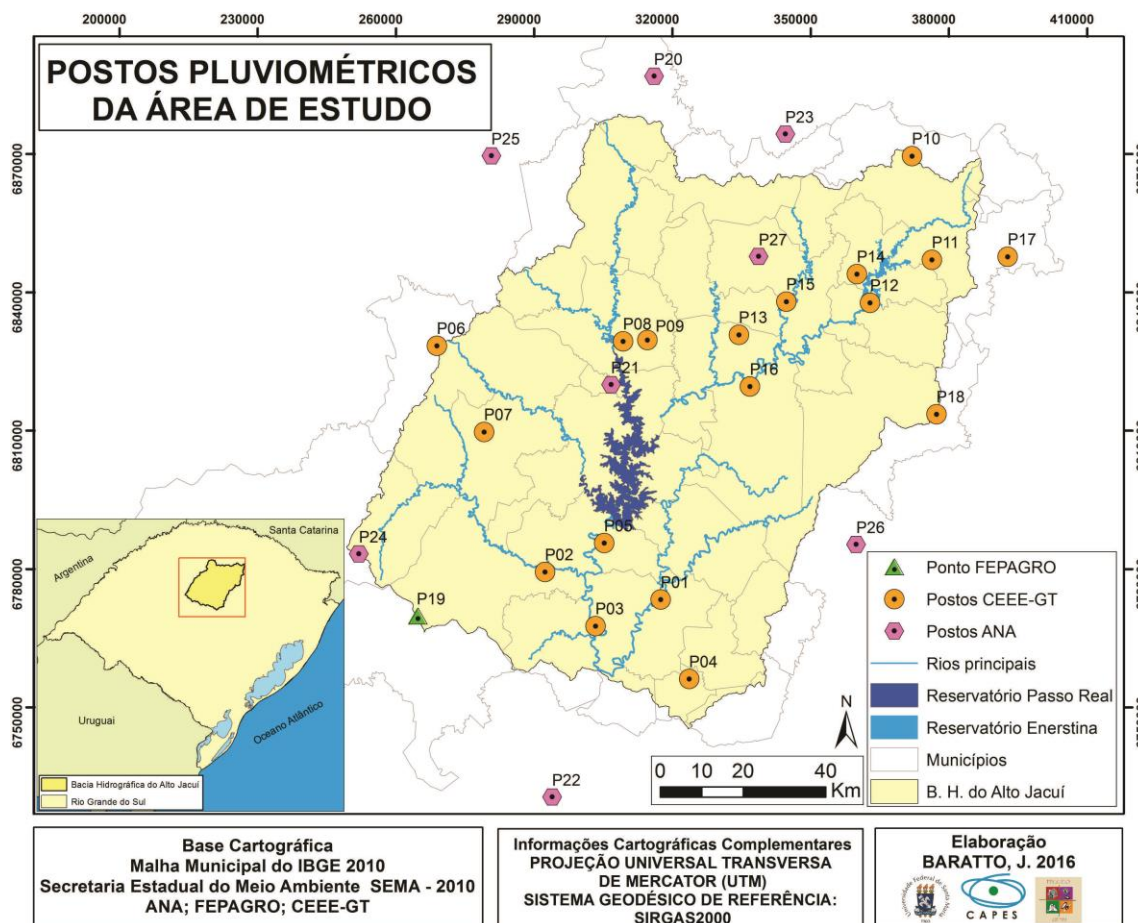 200000 230000 260000 290000 320000 350000 380000 410000
POSTOS PLUVIOMÉTRICOS
DA ÁREA DE ESTUDO
P20
P23
P25
P10
6870000
P27
P17
P11
P14
P15
P12
6840000
P06
P08
P09
P13
P21
P16
P18
P07
6810000
P05
P26
P24
P02
P01
6780000
P19
P03
P04
6750000
P22
Argentina
Santa Catarina
Uruguai
Oceano Atlântico
Bacia Hidrográfica do Alto Jacuí
Rio Grande do Sul
Ponto FEPAGRO
Postos CEEE-GT
Postos ANA
Rios principais
Reservatório Passo Real
Reservatório Enerstina
Municípios
B. H. do Alto Jacuí
N
0 10 20 40
Km
Base Cartográfica
Malha Municipal do IBGE 2010
Secretaria Estadual do Meio Ambiente SEMA - 2010
ANA; FEPAGRO; CEEE-GT
Informações Cartográficas Complementares
PROJEÇÃO UNIVERSAL TRANSVERSA
DE MERCATOR (UTM)
SISTEMA GEODÉSICO DE REFERÊNCIA:
SIRGAS2000
Elaboração
BARATTO, J. 2016
Universidade Federal de Santa Maria
1960
CAPES